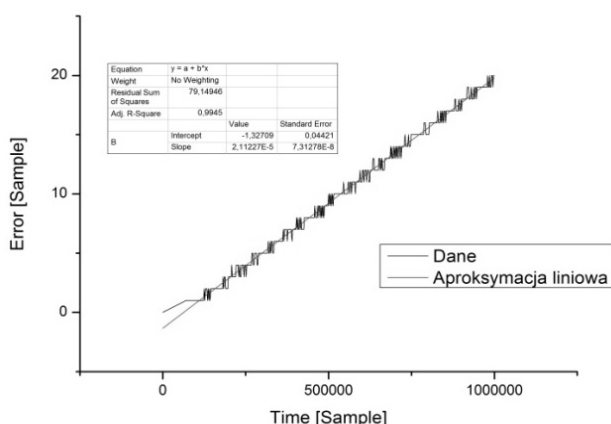 20
Equation y = a + b*x
Weight No Weighting
Residual Sum of Squares 79,14946
Adj. R-Square 0,9945
Value Standard Error
B Intercept -1,32709 0,04421
Slope 2,11227E-5 7,31278E-8
10
0
Error [Sample]
Dane
Aproksymacja liniowa
0 500000 1000000
Time [Sample]